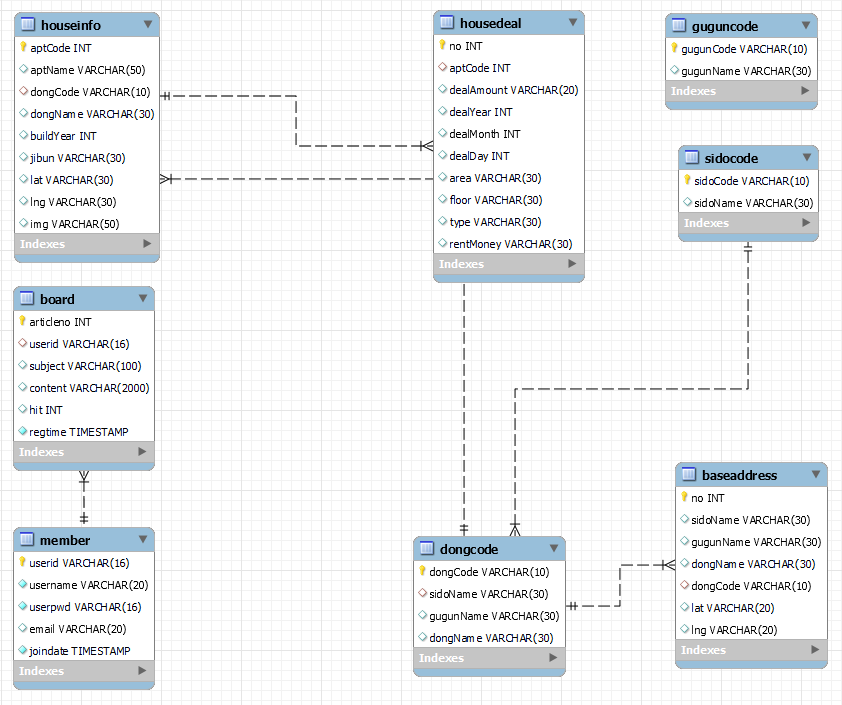 houseinfo
aptCode INT
aptName VARCHAR(50)
dongCode VARCHAR(10)
dongName VARCHAR(30)
buildYear INT
jibun VARCHAR(30)
lat VARCHAR(30)
lng VARCHAR(30)
img VARCHAR(50)
Indexes
housedeal
no INT
aptCode INT
dealAmount VARCHAR(20)
dealYear INT
dealMonth INT
dealDay INT
area VARCHAR(30)
floor VARCHAR(30)
type VARCHAR(30)
rentMoney VARCHAR(30)
Indexes
guguncode
gugunCode VARCHAR(10)
gugunName VARCHAR(30)
Indexes
sidocode
sidoCode VARCHAR(10)
sidoName VARCHAR(30)
Indexes
board
articleno INT
userid VARCHAR(16)
subject VARCHAR(100)
content VARCHAR(2000)
hit INT
regtime TIMESTAMP
Indexes
member
userid VARCHAR(16)
username VARCHAR(20)
userpwd VARCHAR(16)
email VARCHAR(20)
joindate TIMESTAMP
Indexes
dongcode
dongCode VARCHAR(10)
sidoName VARCHAR(30)
gugunName VARCHAR(30)
dongName VARCHAR(30)
Indexes
baseaddress
no INT
sidoName VARCHAR(30)
gugunName VARCHAR(30)
dongName VARCHAR(30)
dongCode VARCHAR(10)
lat VARCHAR(20)
lng VARCHAR(20)
Indexes